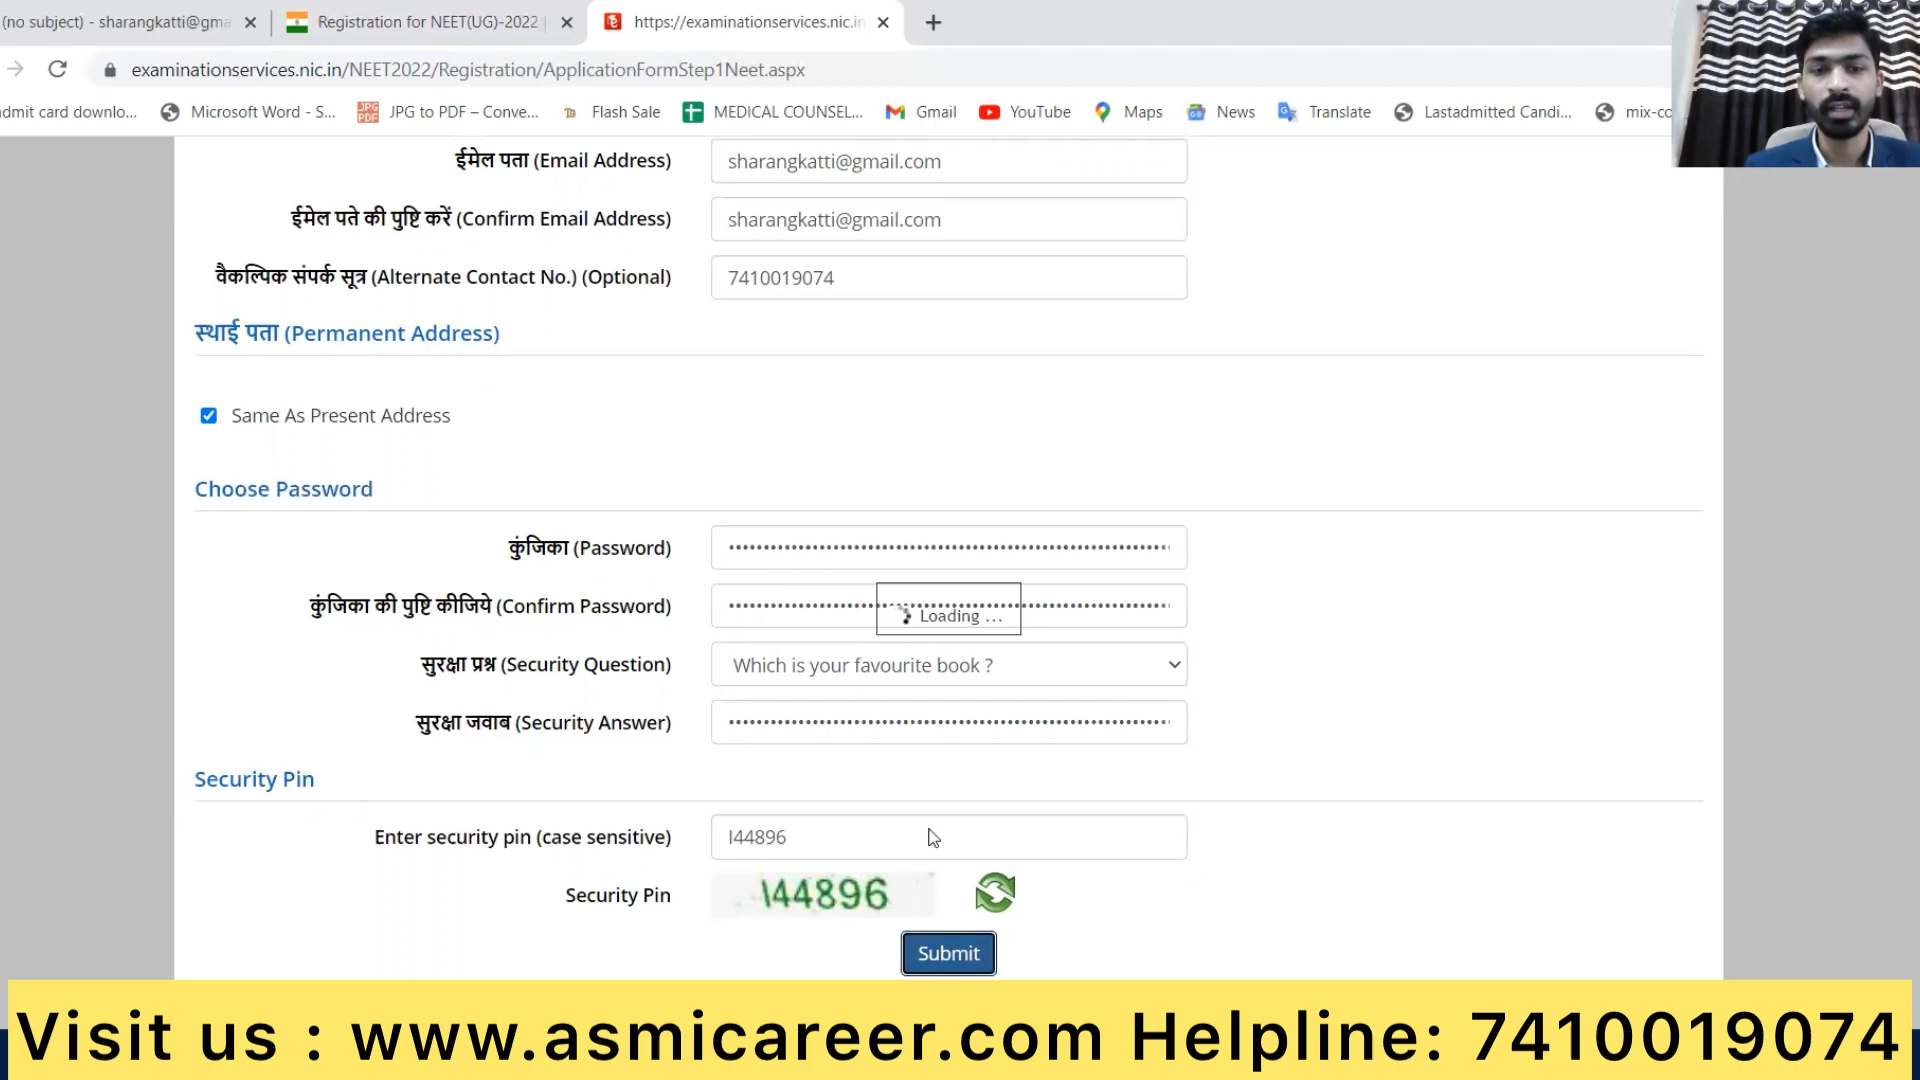 (no subject) - sharangkatti@gma
Registration for NEET(UG)-2022
https://examinationservices.nic.in
examinationservices.nic.in/NEET2022/Registration/ApplicationFormStep1Neet.aspx
dmit card downlo...
Microsoft Word - S...
JPG to PDF – Conve...
Flash Sale
MEDICAL COUNSEL...
Gmail
YouTube
Maps
News
Translate
Lastadmitted Candi...
mix-co
ईमेल पता (Email Address)
sharangkatti@gmail.com
ईमेल पते की पुष्टि करें (Confirm Email Address)
sharangkatti@gmail.com
वैकल्पिक संपर्क सूत्र (Alternate Contact No.) (Optional)
7410019074
स्थाई पता (Permanent Address)
Same As Present Address
Choose Password
कुंजिका (Password)
कुंजिका की पुष्टि कीजिये (Confirm Password)
Loading ...
सुरक्षा प्रश्न (Security Question)
Which is your favourite book ?
सुरक्षा जवाब (Security Answer)
Security Pin
Enter security pin (case sensitive)
l44896
Security Pin
l44896
Submit
Visit us : www.asmicareer.com Helpline: 7410019074